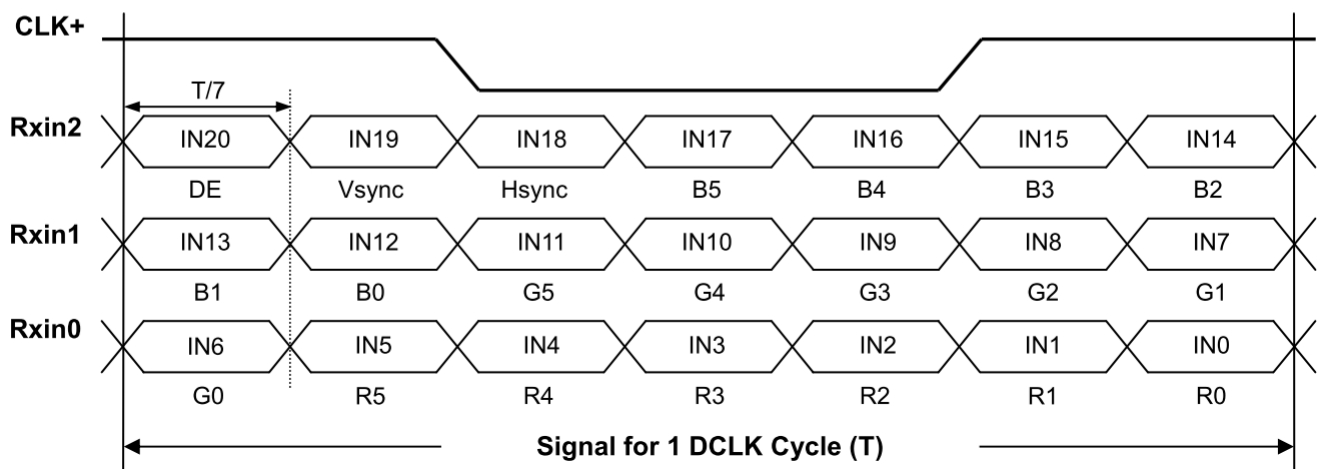 CLK+
T/7
Rxin2 IN20 IN19 IN18 IN17 IN16 IN15 IN14
DE Vsync Hsync B5 B4 B3 B2
Rxin1 IN13 IN12 IN11 IN10 IN9 IN8 IN7
B1 B0 G5 G4 G3 G2 G1
Rxin0 IN6 IN5 IN4 IN3 IN2 IN1 IN0
G0 R5 R4 R3 R2 R1 R0
Signal for 1 DCLK Cycle (T)